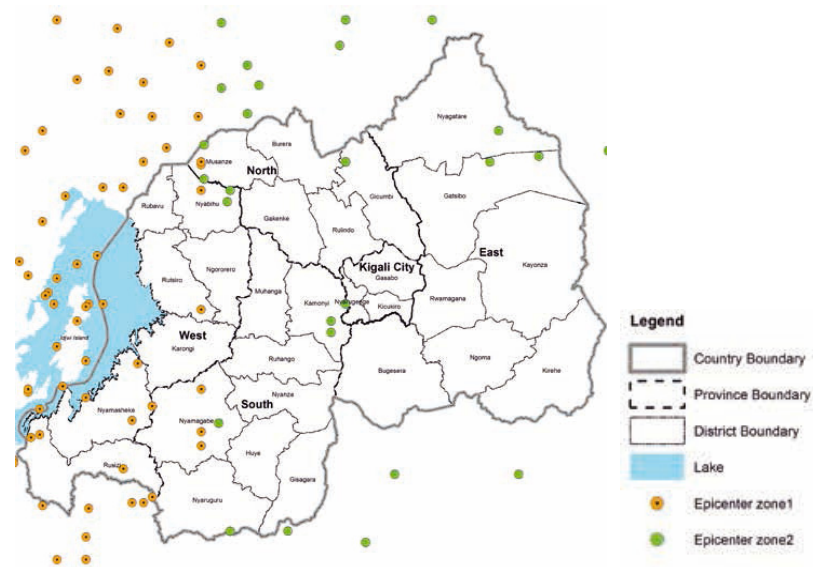 Nyagatare
Burera
Musanze
North
Rubavu
Nyabihu
Gicumbi
Gatsibo
Gakenke
Rulindo
East
Kayonza
Ngororero
Rutsiro
Muhanga
Kamonyi
Kigali City
Gasabo
Nyarugenge
Kicukiro
Rwamagana
Idjwi Island
West
Karongi
Ruhango
Bugesera
Ngoma
Kirehe
Nyamasheke
Nyanza
South
Nyamagabe
Huye
Rusizi
Gisagara
Nyaruguru
Legend
Country Boundary
Province Boundary
District Boundary
Lake
Epicenter zone1
Epicenter zone2